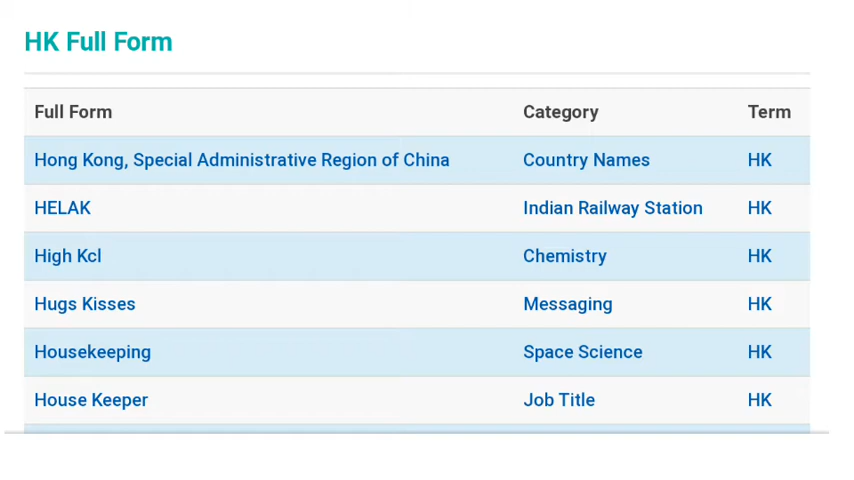 HK Full Form
Full Form Category Term
Hong Kong, Special Administrative Region of China Country Names HK
HELAK Indian Railway Station HK
High Kcl Chemistry HK
Hugs Kisses Messaging HK
Housekeeping Space Science HK
House Keeper Job Title HK